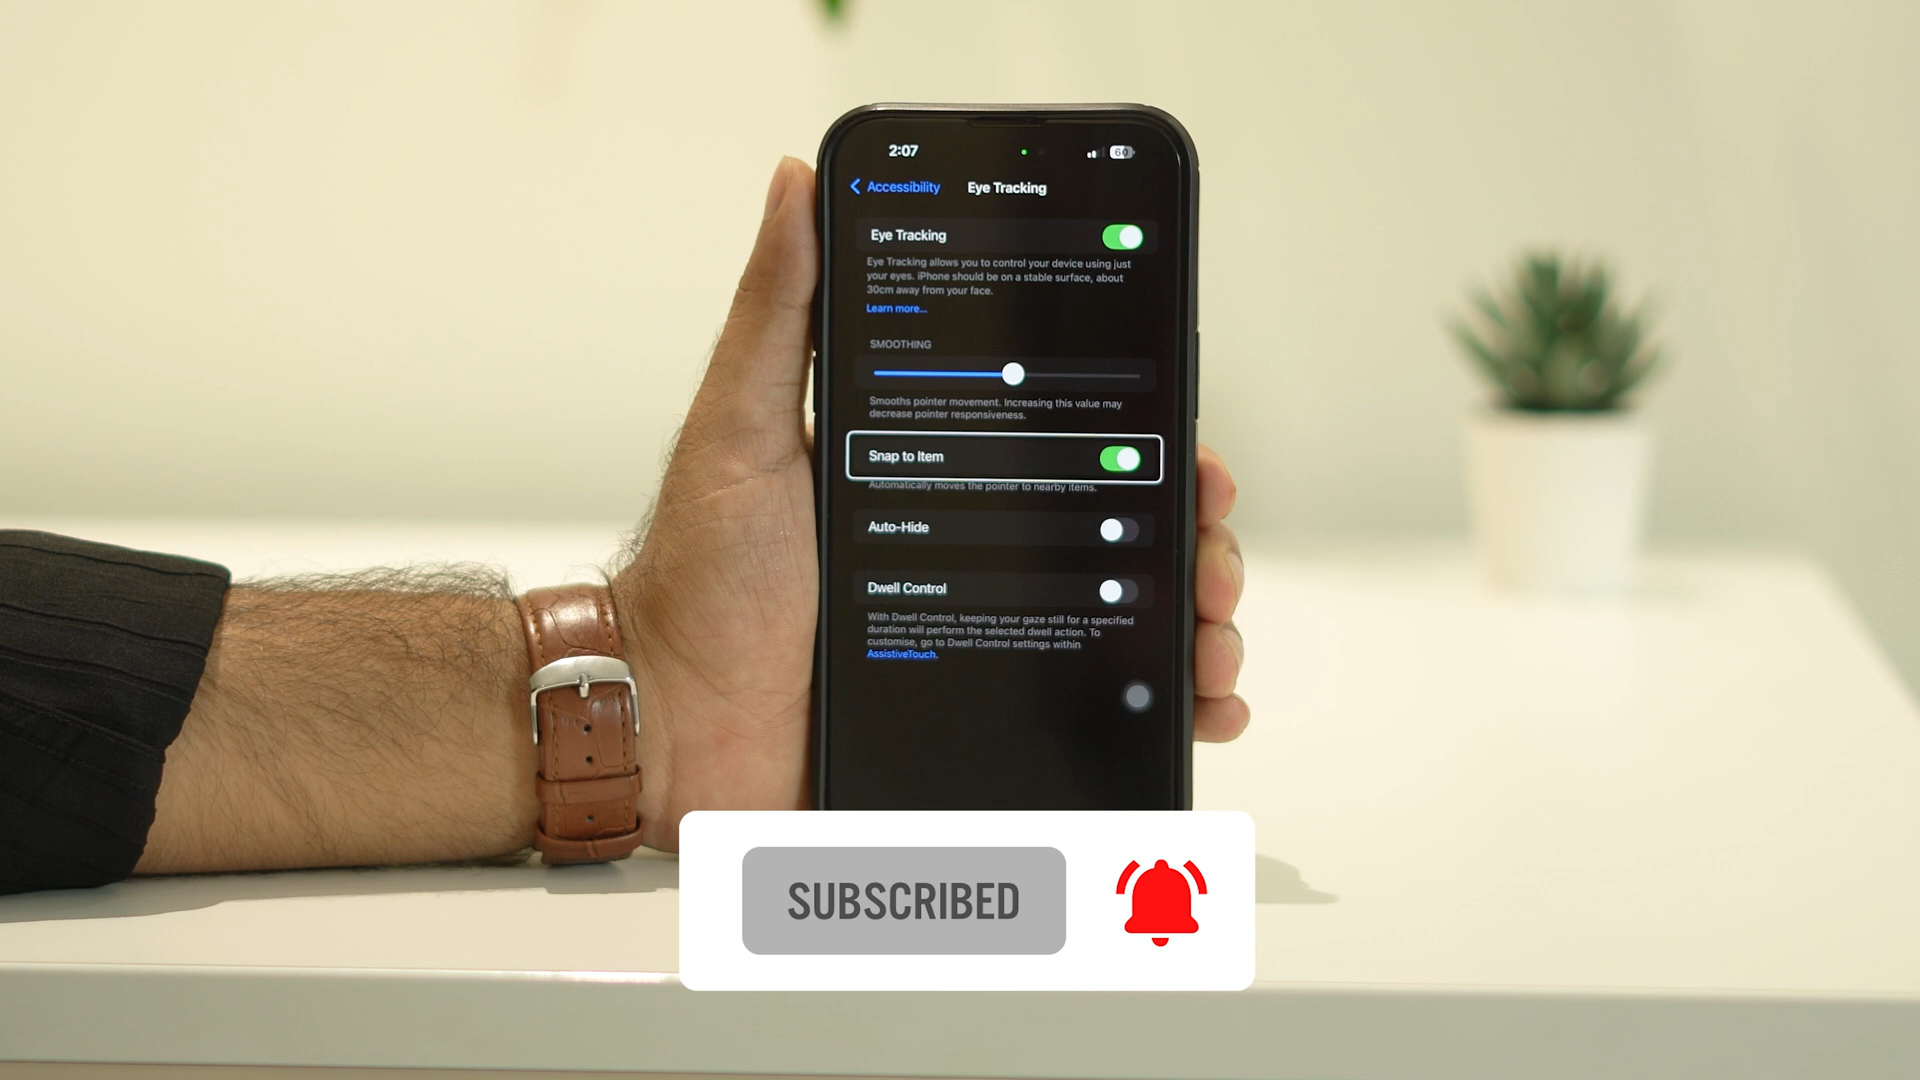 2:07
60
Accessibility
Eye Tracking
Eye Tracking
Eye Tracking allows you to control your device using just
your eyes. iPhone should be on a stable surface, about
30cm away from your face.
Learn more...
SMOOTHING
Smooths pointer movement. Increasing this value may
decrease pointer responsiveness.
Snap to Item
Automatically moves the pointer to nearby items.
Auto-Hide
Dwell Control
With Dwell Control, keeping your gaze still for a specified
duration will perform the selected dwell action. To
customise, go to Dwell Control settings within
AssistiveTouch.
SUBSCRIBED